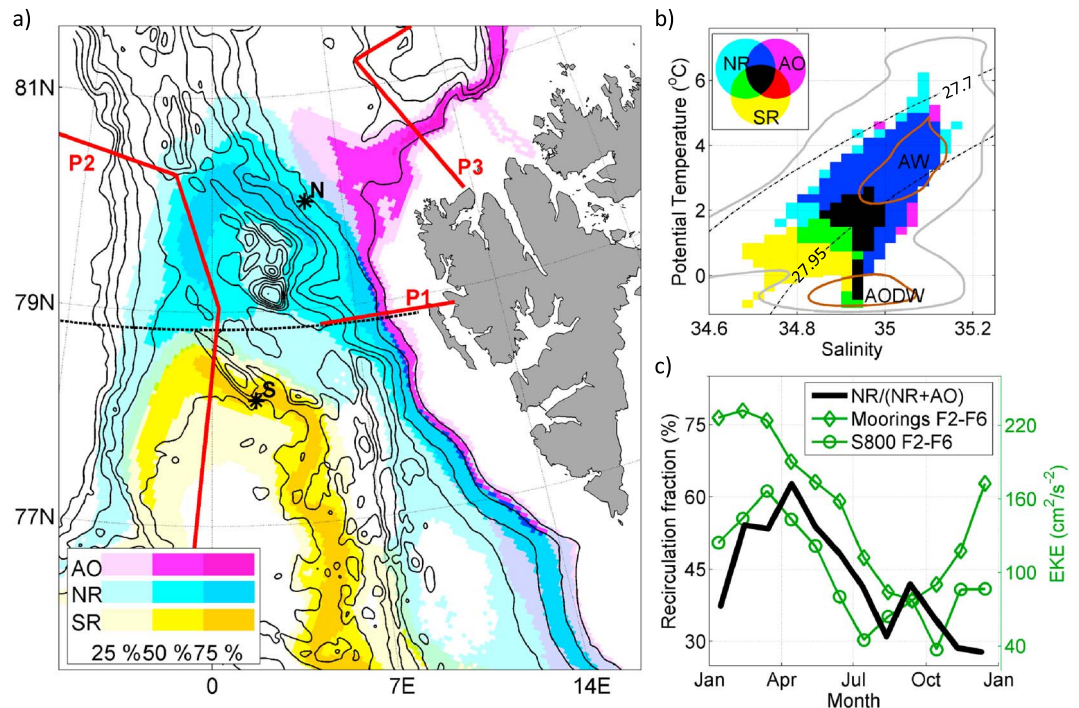 a)
81N
79N
77N
P2
P3
P1
N
S
AO
NR
SR
25 % 50 % 75 %
0 7E 14E
b)
Potential Temperature (°C)
6
4
2
0
NR AO
SR
27.7
AW
27.95
AODW
34.6 34.8 35 35.2
Salinity
c)
NR/(NR+AO)
Moorings F2-F6
S800 F2-F6
Recirculation fraction (%)
75
60
45
30
EKE (cm²/s⁻²)
220
160
100
40
Jan Apr Jul Oct Jan
Month